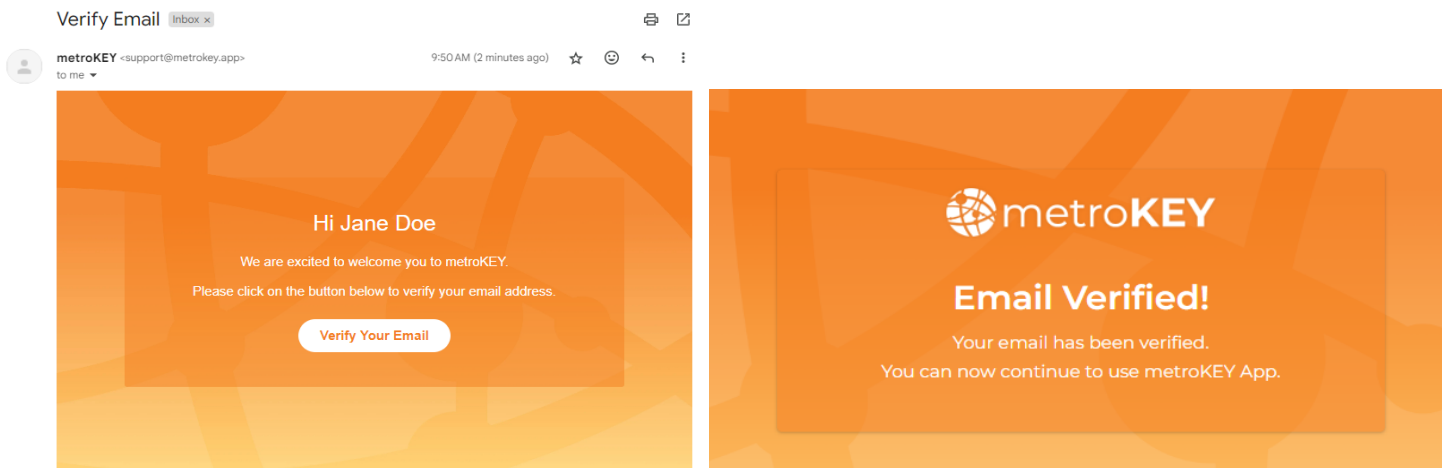 Verify Email Inbox ×
metroKEY <support@metrokey.app> 9:50 AM (2 minutes ago)
to me
Hi Jane Doe
We are excited to welcome you to metroKEY.
Please click on the button below to verify your email address.
Verify Your Email
metroKEY
Email Verified!
Your email has been verified.
You can now continue to use metroKEY App.